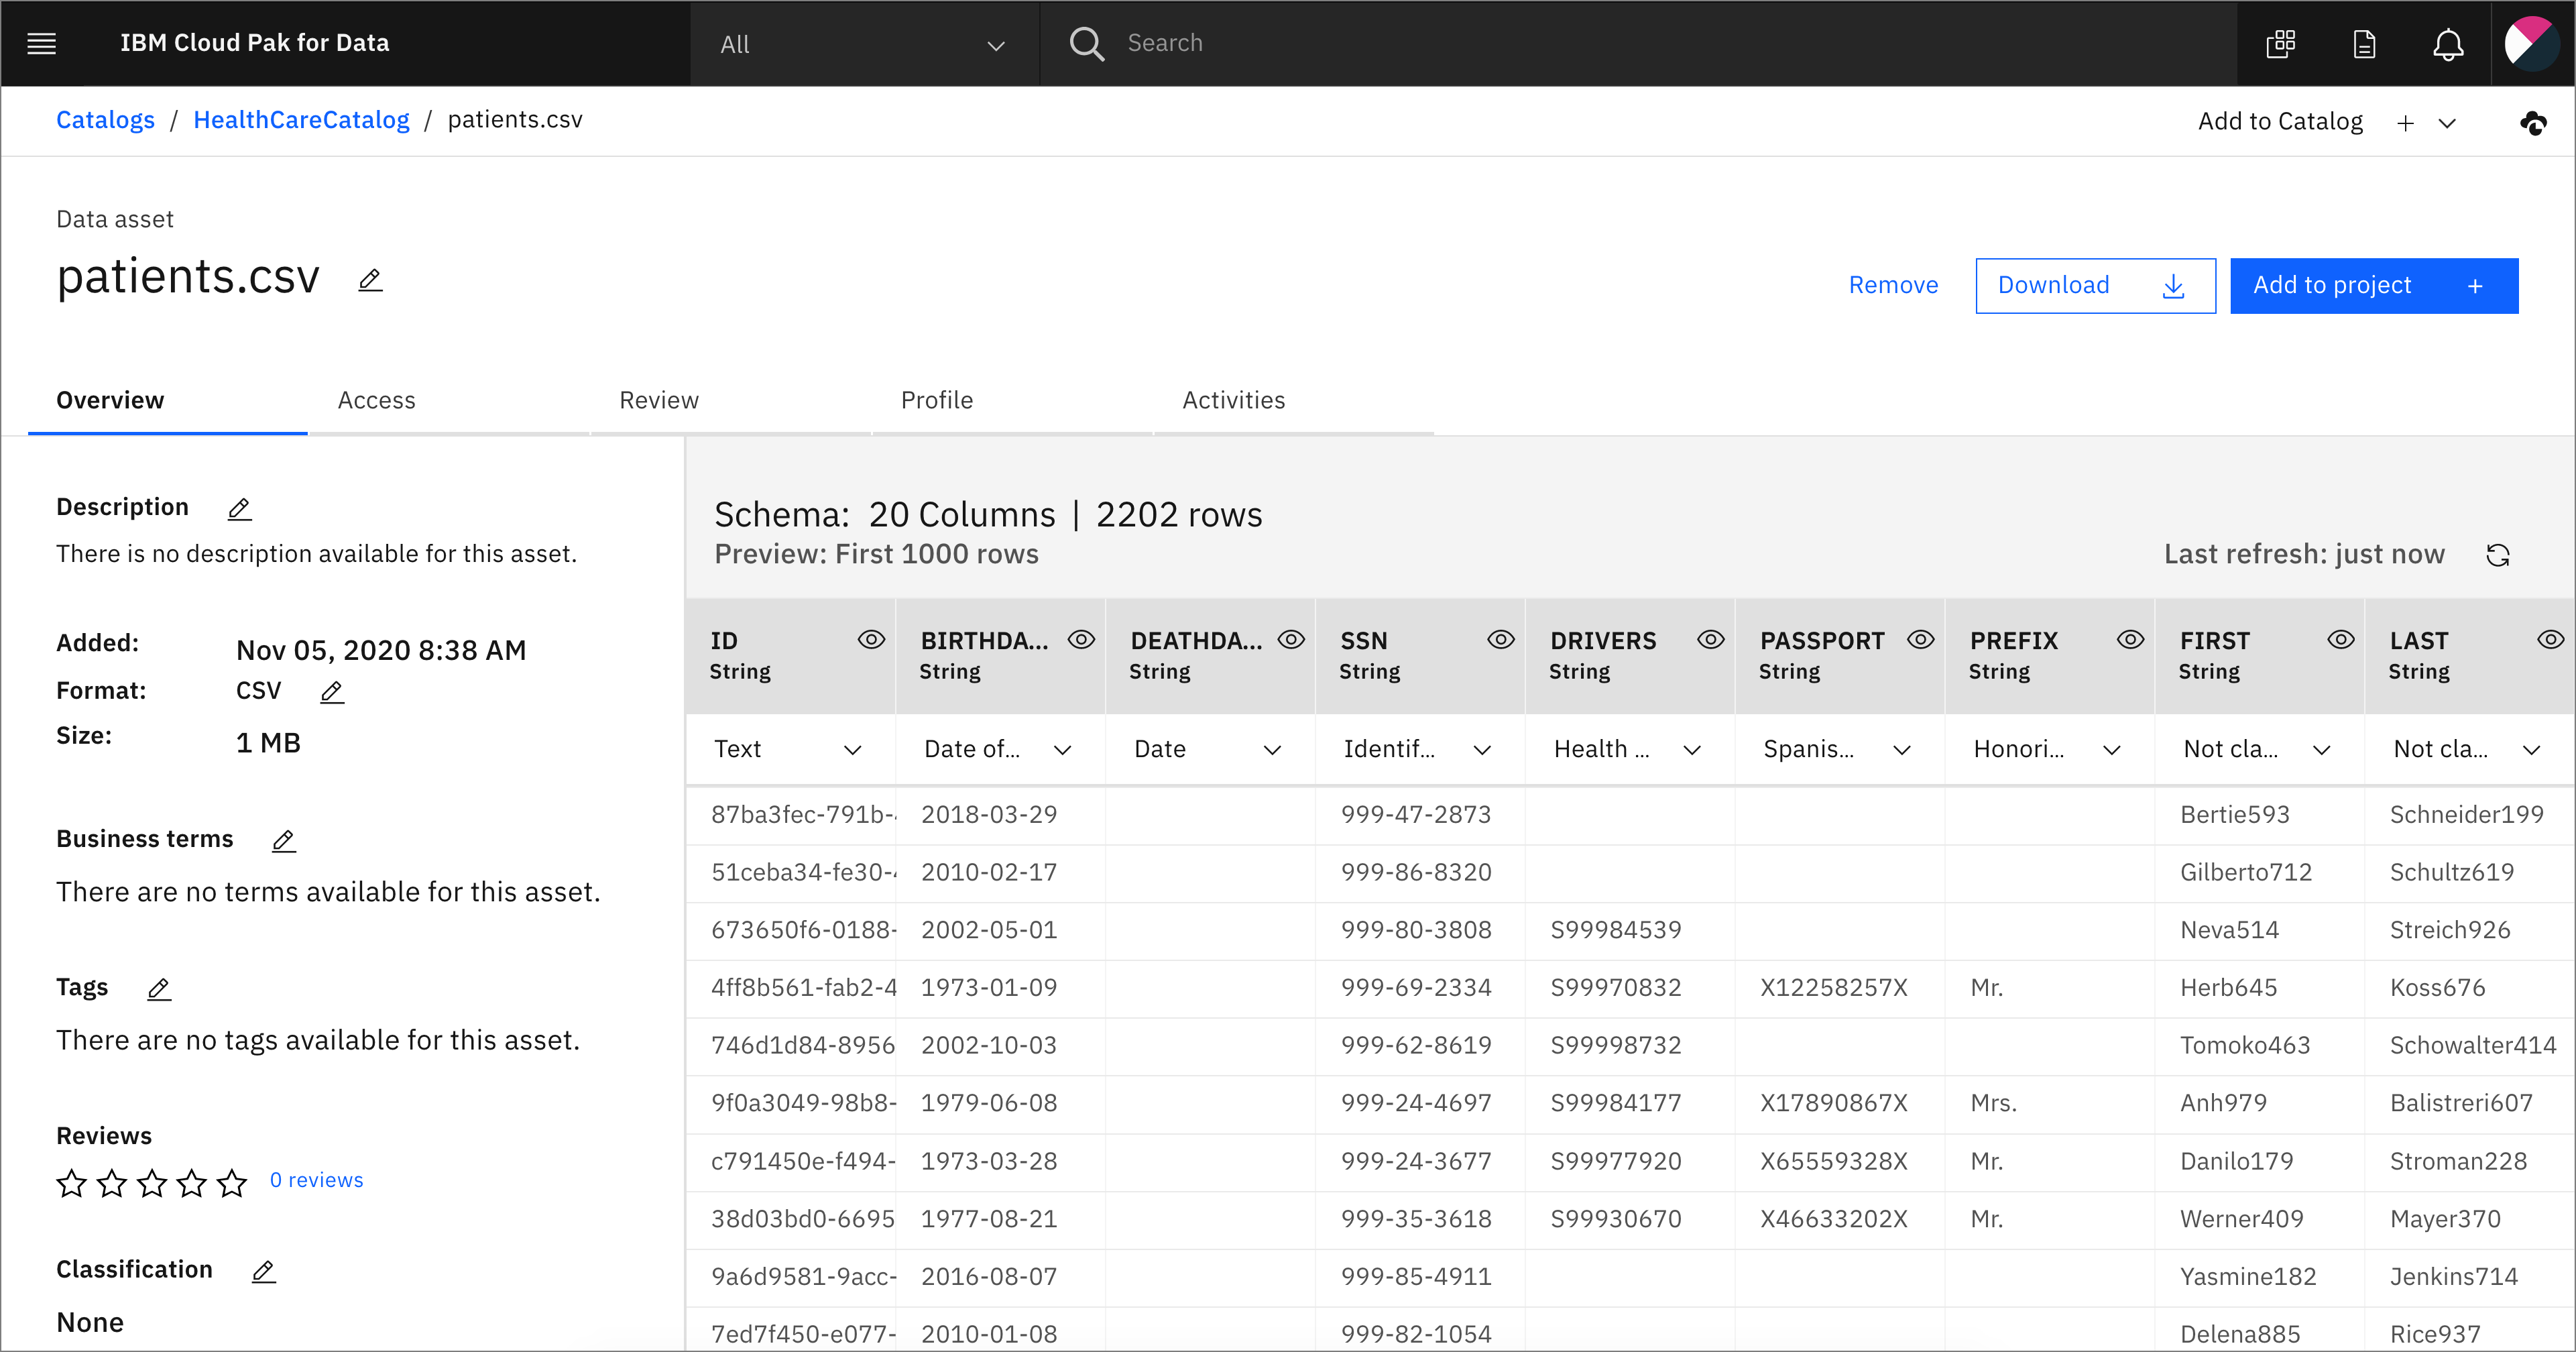 IBM Cloud Pak for Data All Search
Catalogs / HealthCareCatalog / patients.csv Add to Catalog
Data asset
patients.csv
Remove Download Add to project +
Overview Access Review Profile Activities
Description
There is no description available for this asset.
Added: Nov 05, 2020 8:38 AM
Format: CSV
Size: 1 MB
Business terms
There are no terms available for this asset.
Tags
There are no tags available for this asset.
Reviews
0 reviews
Classification
None
Schema: 20 Columns | 2202 rows
Preview: First 1000 rows Last refresh: just now
ID BIRTHDA... DEATHDA... SSN DRIVERS PASSPORT PREFIX FIRST LAST
String String String String String String String String String
Text Date of... Date Identif... Health ... Spanis... Honori... Not cla... Not cla...
87ba3fec-791b- 2018-03-29 999-47-2873 Bertie593 Schneider199
51ceba34-fe30- 2010-02-17 999-86-8320 Gilberto712 Schultz619
673650f6-0188- 2002-05-01 999-80-3808 S99984539 Neva514 Streich926
4ff8b561-fab2-4 1973-01-09 999-69-2334 S99970832 X12258257X Mr. Herb645 Koss676
746d1d84-8956 2002-10-03 999-62-8619 S99998732 Tomoko463 Schowalter414
9f0a3049-98b8- 1979-06-08 999-24-4697 S99984177 X17890867X Mrs. Anh979 Balistreri607
c791450e-f494- 1973-03-28 999-24-3677 S99977920 X65559328X Mr. Danilo179 Stroman228
38d03bd0-6695 1977-08-21 999-35-3618 S99930670 X46633202X Mr. Werner409 Mayer370
9a6d9581-9acc- 2016-08-07 999-85-4911 Yasmine182 Jenkins714
7ed7f450-e077- 2010-01-08 999-82-1054 Delena885 Rice937